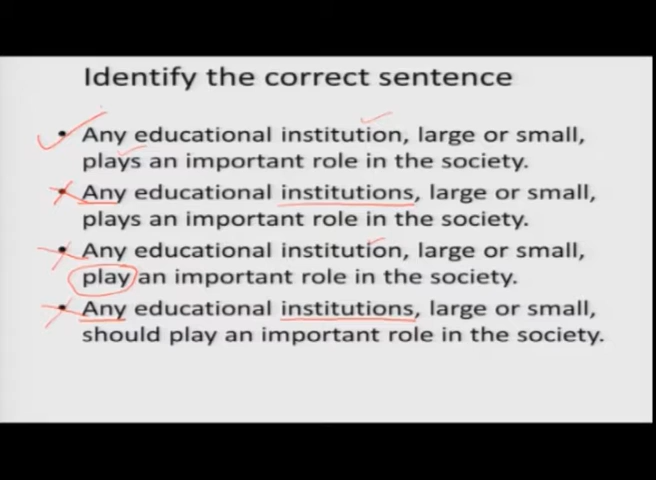 Identify the correct sentence
• Any educational institution, large or small,
plays an important role in the society.
• Any educational institutions, large or small,
plays an important role in the society.
• Any educational institution, large or small,
play an important role in the society.
• Any educational institutions, large or small,
should play an important role in the society.